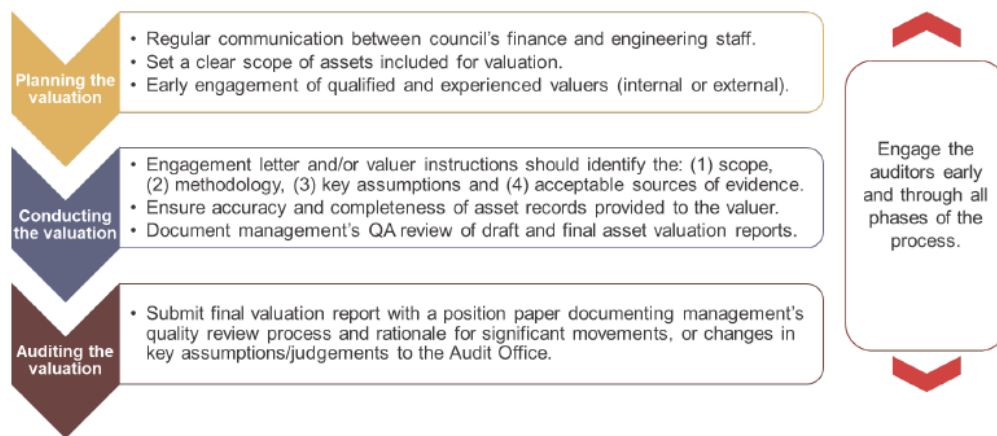 Planning the
valuation
• Regular communication between council's finance and engineering staff.
• Set a clear scope of assets included for valuation.
• Early engagement of qualified and experienced valuers (internal or external).
Conducting
the valuation
• Engagement letter and/or valuer instructions should identify the: (1) scope,
(2) methodology, (3) key assumptions and (4) acceptable sources of evidence.
• Ensure accuracy and completeness of asset records provided to the valuer.
• Document management's QA review of draft and final asset valuation reports.
Auditing the
valuation
• Submit final valuation report with a position paper documenting management's
quality review process and rationale for significant movements, or changes in
key assumptions/judgements to the Audit Office.
Engage the
auditors early
and through all
phases of the
process.